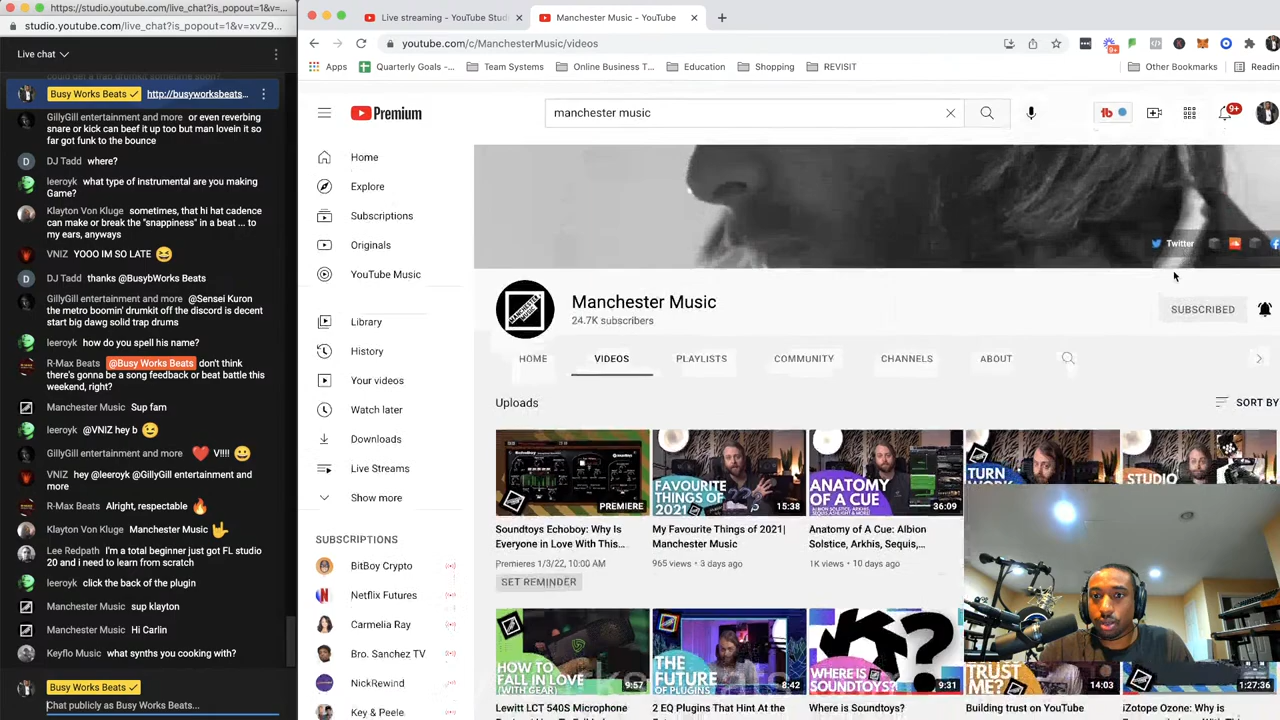 https://studio.youtube.com/live_chat?is_popout=1&v=...
studio.youtube.com/live_chat?is_popout=1&v=xvZ9...
Live chat
could get a trap drumkit sometime soon?
Busy Works Beats http://busyworksbeats...
GillyGill entertainment and more or even reverbing
snare or kick can beef it up too but man lovein it so
far got funk to the bounce
D DJ Tadd where?
leeroyk what type of instrumental are you making
Game?
Klayton Von Kluge sometimes, that hi hat cadence
can make or break the "snappiness" in a beat ... to
my ears, anyways
VNIZ YOOO IM SO LATE 😆
D DJ Tadd thanks @BusybWorks Beats
GillyGill entertainment and more @Sensei Kuron
the metro boomin' drumkit off the discord is decent
start big dawg solid trap drums
leeroyk how do you spell his name?
R-Max Beats @Busy Works Beats don't think
there's gonna be a song feedback or beat battle this
weekend, right?
Manchester Music Sup fam
leeroyk @VNIZ hey b 😉
GillyGill entertainment and more ❤️ V!!!! 😀
VNIZ hey @leeroyk @GillyGill entertainment and
more
R-Max Beats Alright, respectable 🔥
Klayton Von Kluge Manchester Music 🤟
Lee Redpath I'm a total beginner just got FL studio
20 and i need to learn from scratch
leeroyk click the back of the plugin
Manchester Music sup klayton
Manchester Music Hi Carlin
Keyflo Music what synths you cooking with?
Busy Works Beats
Chat publicly as Busy Works Beats...
Live streaming - YouTube Studi
Manchester Music - YouTube
youtube.com/c/ManchesterMusic/videos
9+
Apps
Quarterly Goals -...
Team Systems
Online Business T...
Education
Shopping
REVISIT
Other Bookmarks
Readin
Premium
manchester music
tb
9+
Home
Explore
Subscriptions
Originals
YouTube Music
Library
History
Your videos
Watch later
Downloads
Live Streams
Show more
SUBSCRIPTIONS
BitBoy Crypto
Netflix Futures
Carmelia Ray
Bro. Sanchez TV
NickRewind
Key & Peele
Twitter
MANCHESTER MUSIC
Manchester Music
24.7K subscribers
SUBSCRIBED
HOME
VIDEOS
PLAYLISTS
COMMUNITY
CHANNELS
ABOUT
Uploads
SORT BY
PREMIERE
Soundtoys Echoboy: Why Is
Everyone in Love With This...
Premieres 1/3/22, 10:00 AM
SET REMINDER
FAVOURITE
THINGS OF
2021
15:38
My Favourite Things of 2021|
Manchester Music
965 views • 3 days ago
ANATOMY
OF A CUE
36:09
Anatomy of A Cue: Albion
Solstice, Arkhis, Sequis,...
1K views • 10 days ago
TURN
WORK
STUDIO
HOW TO
FALL IN LOVE
(WITH GEAR)
9:57
Lewitt LCT 540S Microphone
THE
FUTURE
OF PLUGINS
8:42
2 EQ Plugins That Hint At the
WHERE IS
SOUNDTOYS?
9:31
Where is Soundtoys?
TRUST
ME?
14:03
Building trust on YouTube
1:27:36
iZotope Ozone: Why is